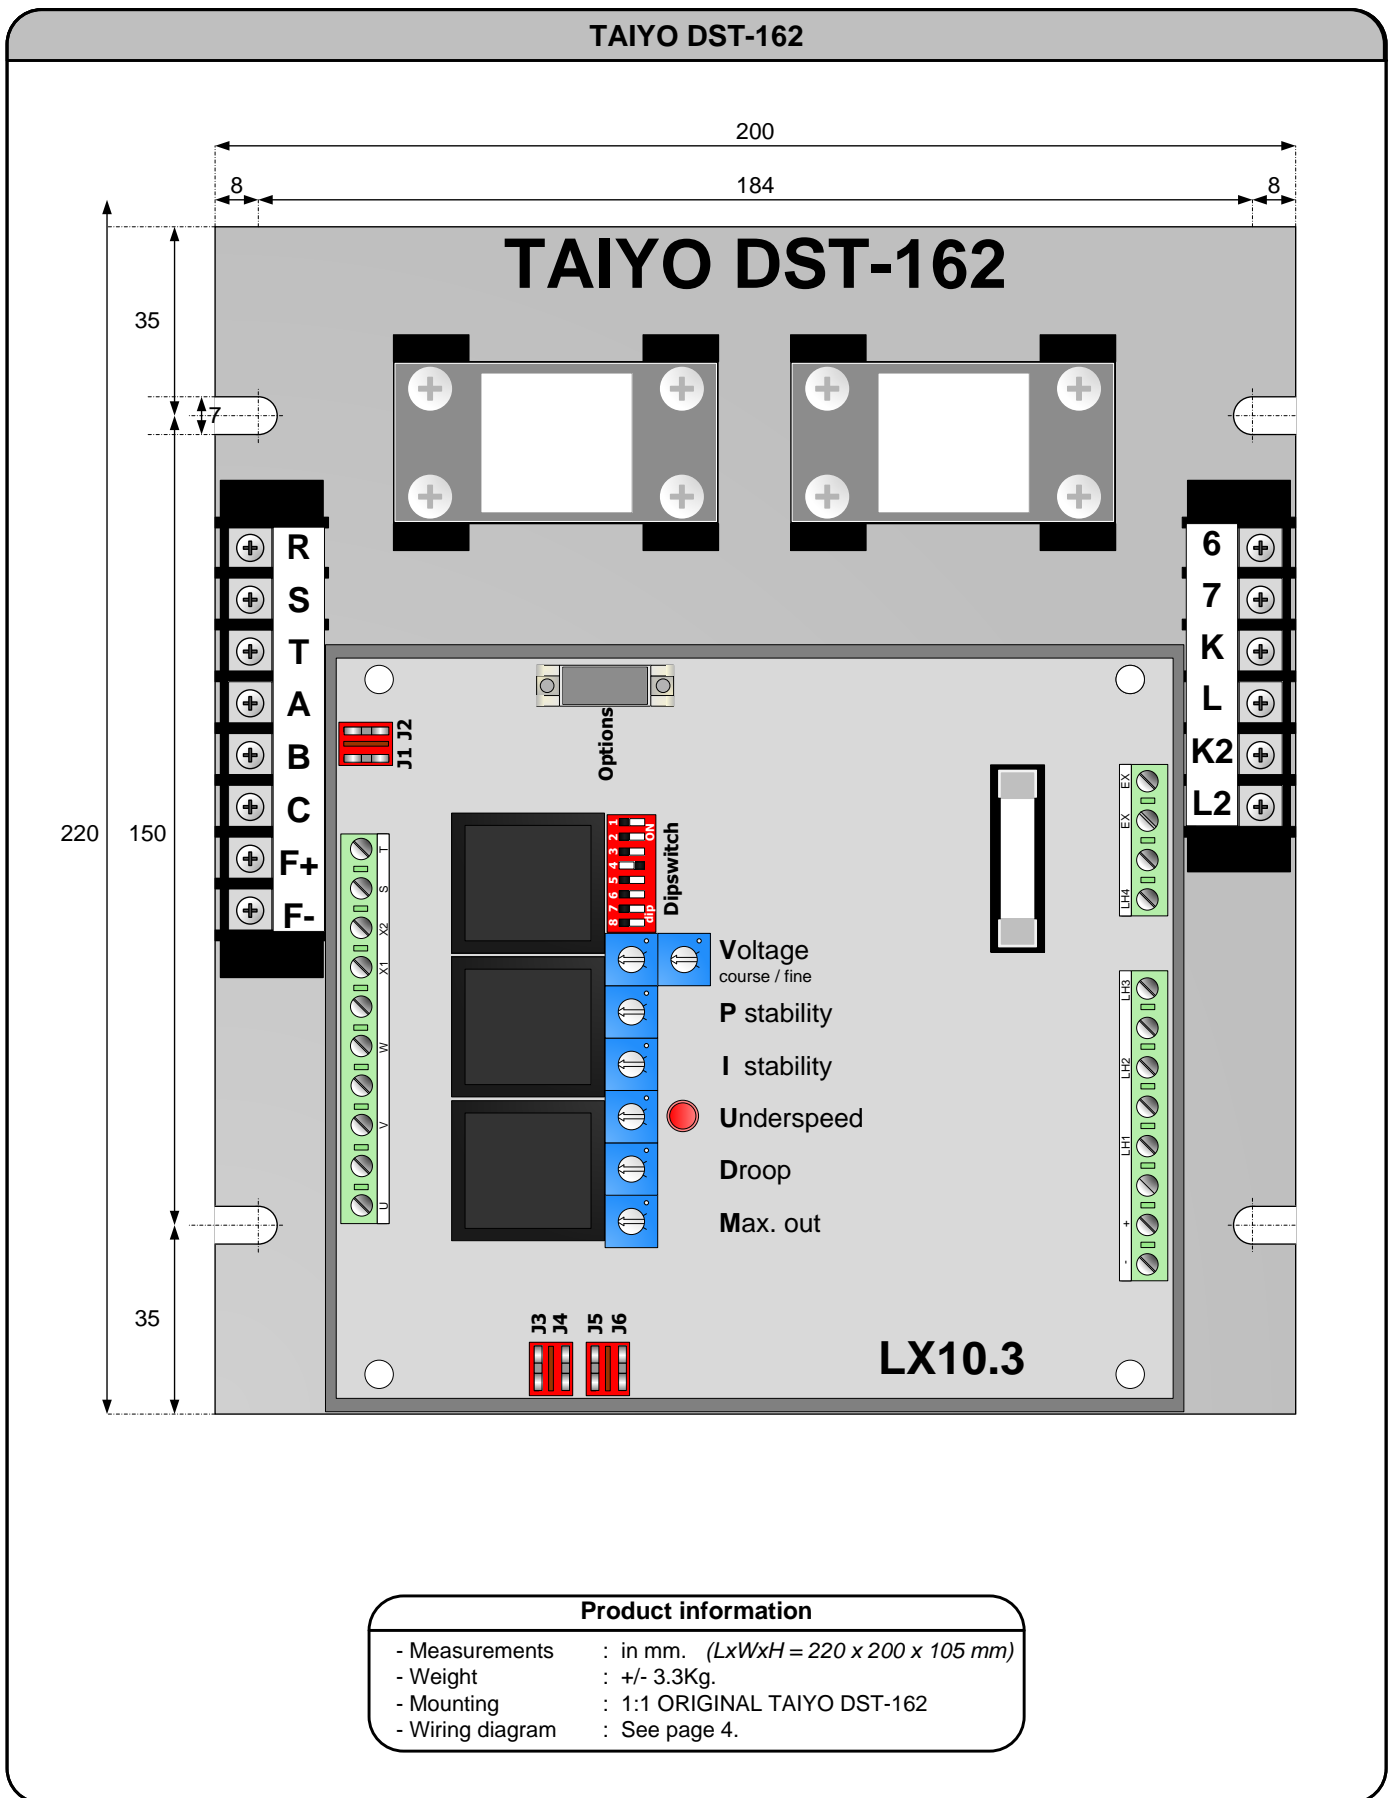 TAIYO DST-162
200
8 184 8
TAIYO DST-162
35
7
R
S
T
A
B
C
F+
F-
6
7
K
L
K2
L2
220 150
35
J1 J2
Options
1 2 3 4 5 6 7 8
ON
dip
Dipswitch
T
S
X2
X1
W
V
U
EX
EX
LH4
LH3
LH2
LH1
+
-
Voltage
course / fine
P stability
I stability
Underspeed
Droop
Max. out
J3
J4
J5
J6
LX10.3
Product information
- Measurements : in mm. (LxWxH = 220 x 200 x 105 mm)
- Weight : +/- 3.3Kg.
- Mounting : 1:1 ORIGINAL TAIYO DST-162
- Wiring diagram : See page 4.